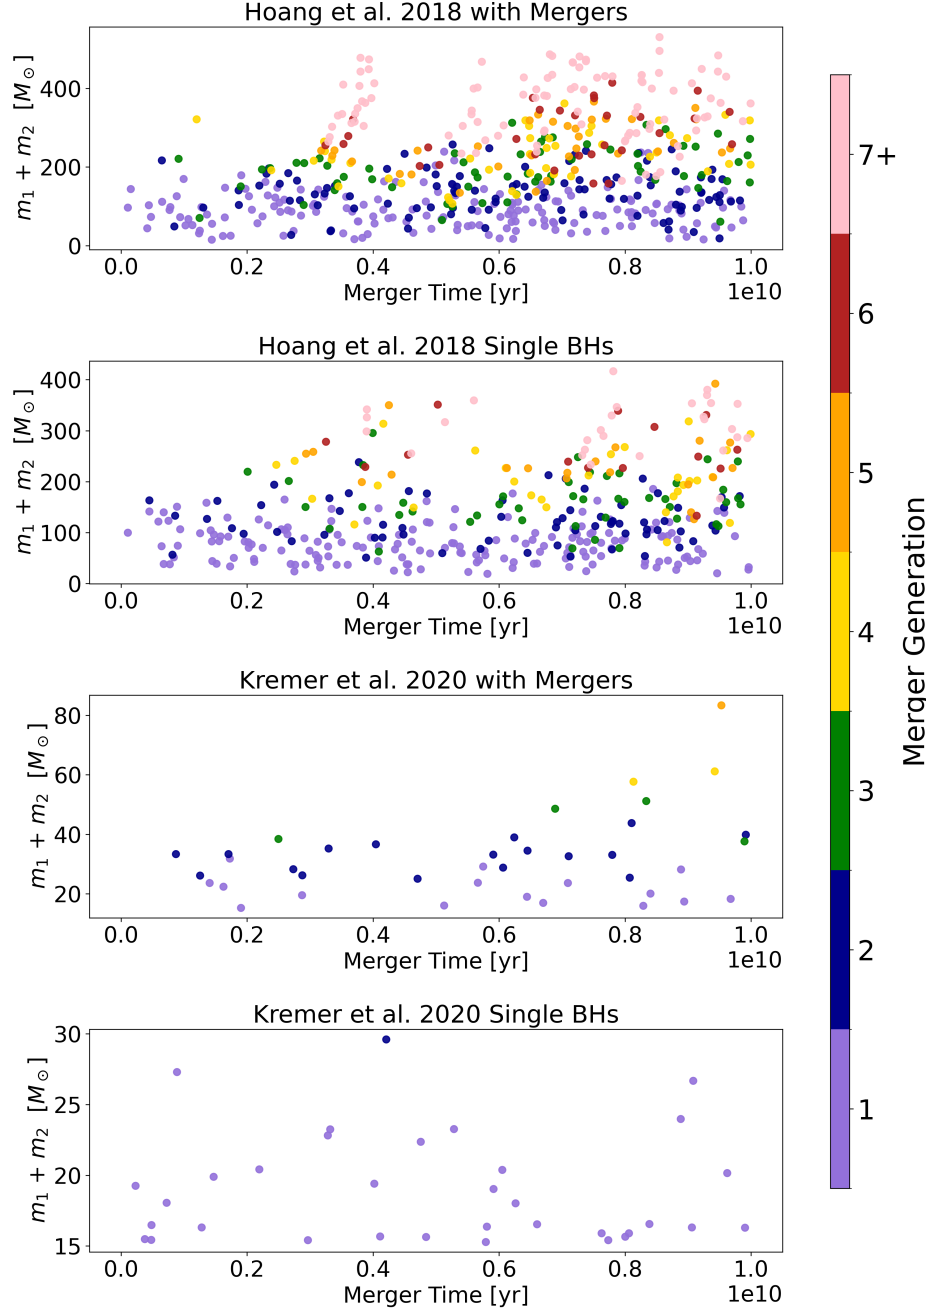 Hoang et al. 2018 with Mergers
m₁ + m₂ [M⊙]
400
200
0
0.0 0.2 0.4 0.6 0.8 1.0
1e10
Merger Time [yr]
Hoang et al. 2018 Single BHs
m₁ + m₂ [M⊙]
400
300
200
100
0
0.0 0.2 0.4 0.6 0.8 1.0
1e10
Merger Time [yr]
Kremer et al. 2020 with Mergers
m₁ + m₂ [M⊙]
80
60
40
20
0.0 0.2 0.4 0.6 0.8 1.0
1e10
Merger Time [yr]
Kremer et al. 2020 Single BHs
m₁ + m₂ [M⊙]
30
25
20
15
0.0 0.2 0.4 0.6 0.8 1.0
1e10
Merger Time [yr]
7+
6
5
4
3
2
1
Merger Generation